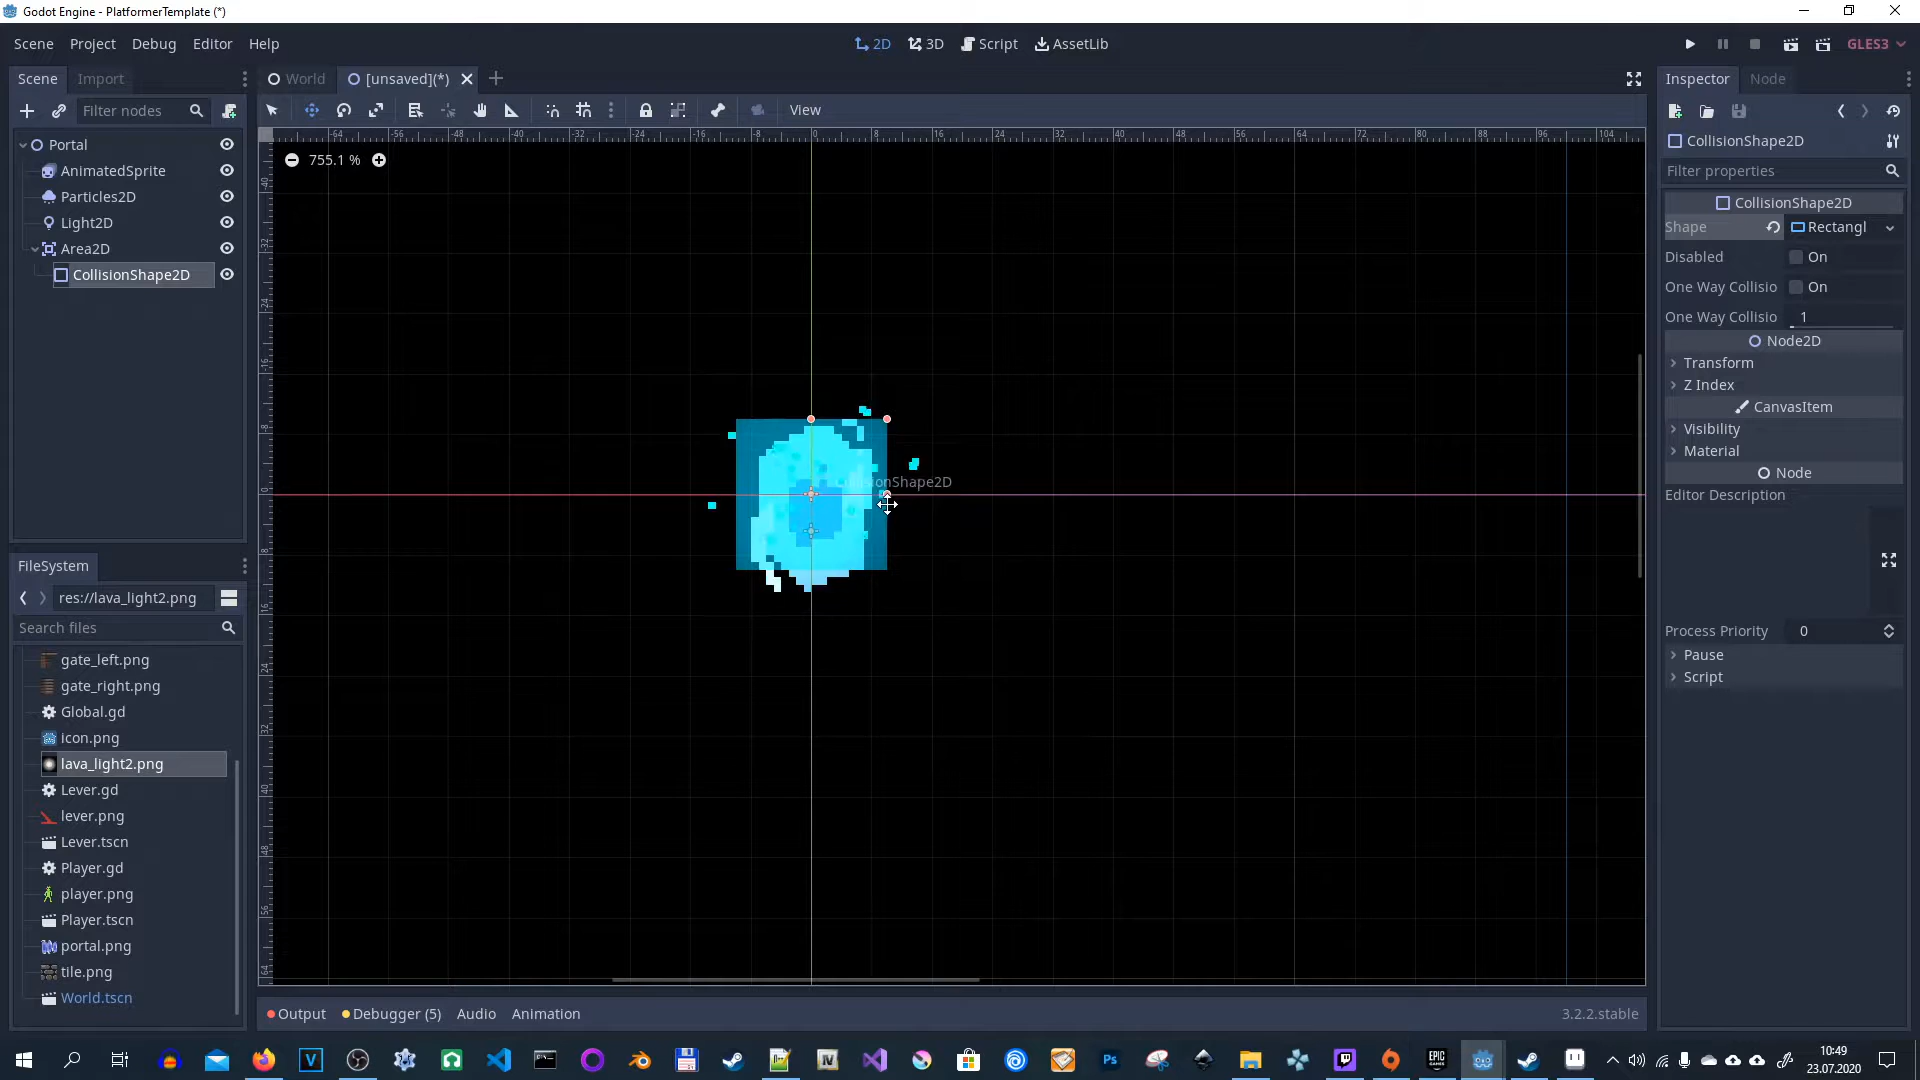 Godot Engine - PlatformerTemplate (*)
Scene Project Debug Editor Help
2D 3D Script AssetLib
GLES3
Scene Import
World [unsaved](*)
Inspector Node
Filter nodes
View
Portal
AnimatedSprite
Particles2D
Light2D
Area2D
CollisionShape2D
755.1 %
CollisionShape2D
CollisionShape2D
Filter properties
CollisionShape2D
Shape Rectangl
Disabled On
One Way Collisio On
One Way Collisio 1
Node2D
Transform
Z Index
CanvasItem
Visibility
Material
Node
Editor Description
Process Priority 0
Pause
Script
FileSystem
res://lava_light2.png
Search files
gate_left.png
gate_right.png
Global.gd
icon.png
lava_light2.png
Lever.gd
lever.png
Lever.tscn
Player.gd
player.png
Player.tscn
portal.png
tile.png
World.tscn
Output Debugger (5) Audio Animation
3.2.2.stable
10:49
23.07.2020